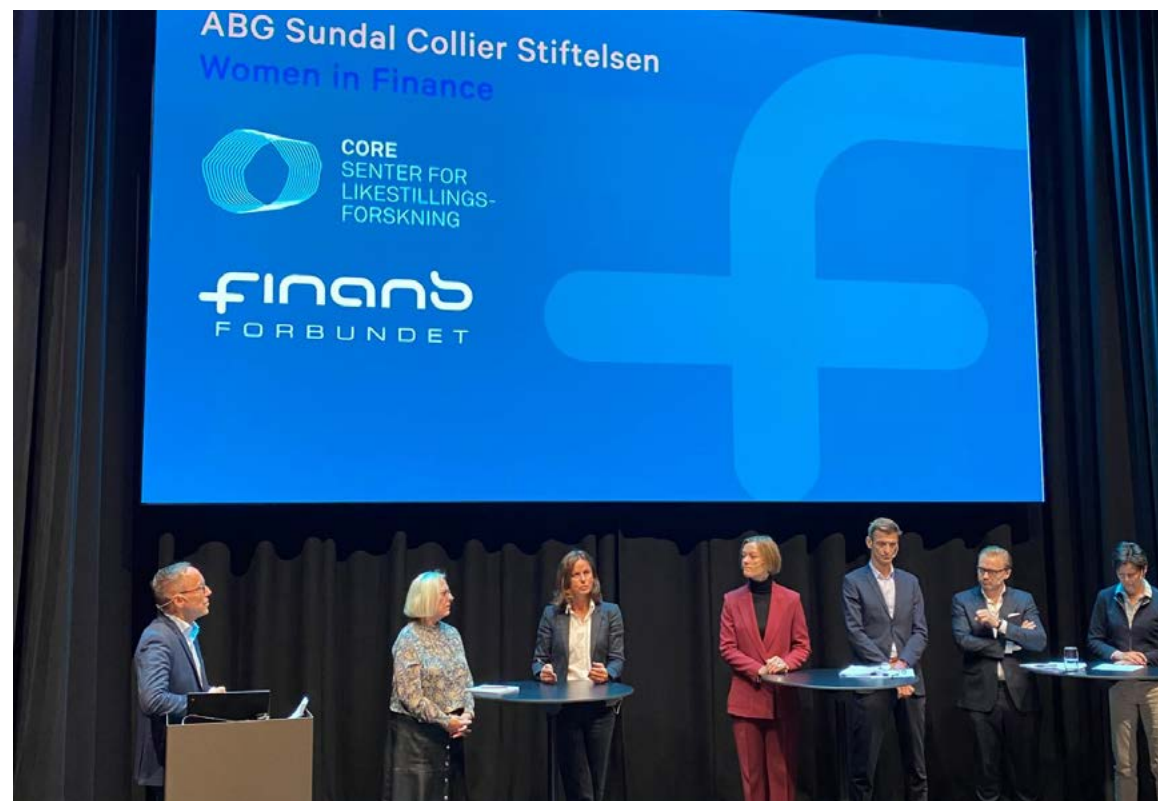 ABG Sundal Collier Stiftelsen
Women in Finance
CORE
SENTER FOR
LIKESTILLINGS-
FORSKNING
finans
FORBUNDET